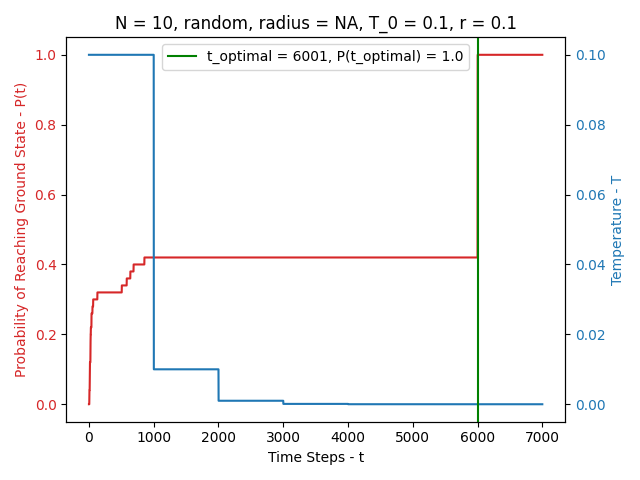 N = 10, random, radius = NA, T_0 = 0.1, r = 0.1
t_optimal = 6001, P(t_optimal) = 1.0
Probability of Reaching Ground State - P(t)
1.0
0.8
0.6
0.4
0.2
0.0
0.10
0.08
0.06
0.04
0.02
0.00
Temperature - T
0 1000 2000 3000 4000 5000 6000 7000
Time Steps - t